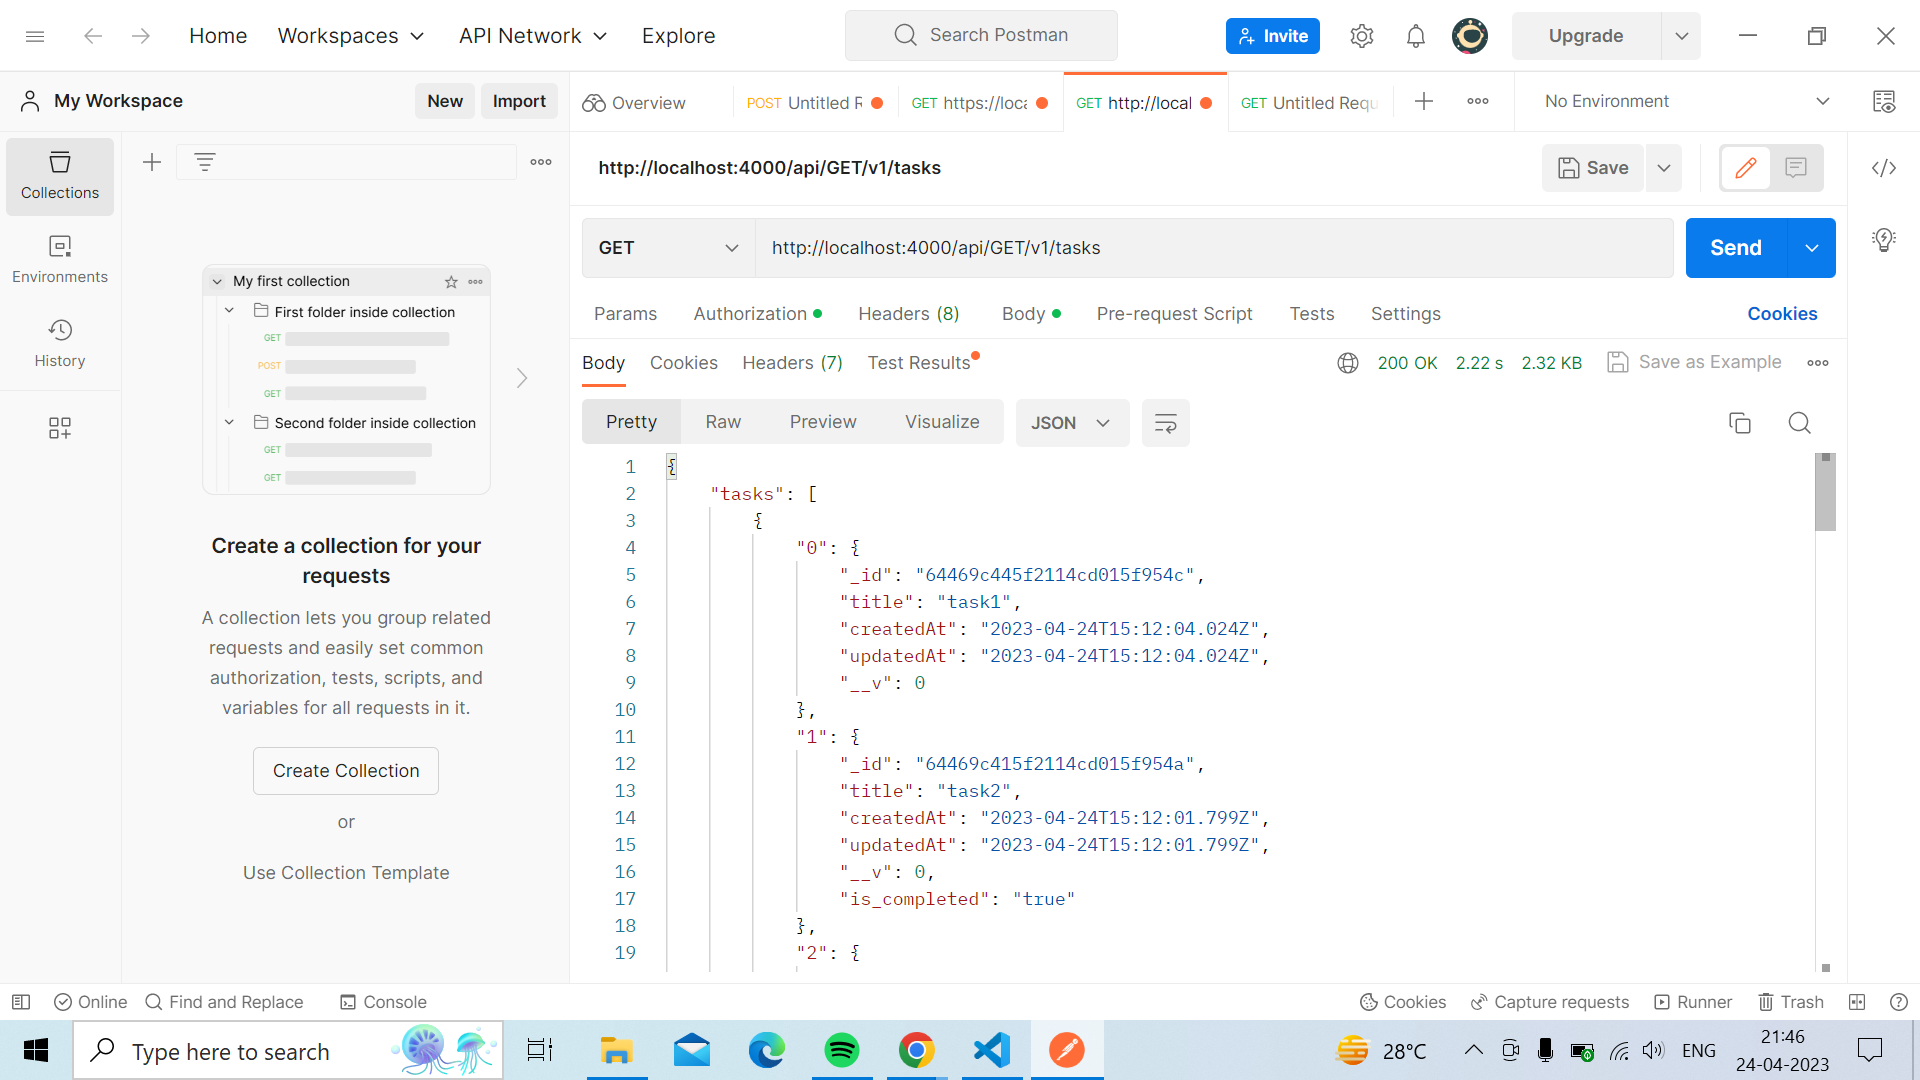 Home Workspaces API Network Explore Search Postman Invite Upgrade
My Workspace New Import Overview POST Untitled R GET https://loca GET http://local GET Untitled Requ No Environment
Collections
Environments
History
My first collection
First folder inside collection
GET
POST
GET
Second folder inside collection
GET
GET
Create a collection for your
requests
A collection lets you group related
requests and easily set common
authorization, tests, scripts, and
variables for all requests in it.
Create Collection
or
Use Collection Template
http://localhost:4000/api/GET/v1/tasks Save
GET http://localhost:4000/api/GET/v1/tasks Send
Params Authorization Headers (8) Body Pre-request Script Tests Settings Cookies
Body Cookies Headers (7) Test Results 200 OK 2.22 s 2.32 KB Save as Example
Pretty Raw Preview Visualize JSON
1 {
2 "tasks": [
3 {
4 "0": {
5 "_id": "64469c445f2114cd015f954c",
6 "title": "task1",
7 "createdAt": "2023-04-24T15:12:04.024Z",
8 "updatedAt": "2023-04-24T15:12:04.024Z",
9 "__v": 0
10 },
11 "1": {
12 "_id": "64469c415f2114cd015f954a",
13 "title": "task2",
14 "createdAt": "2023-04-24T15:12:01.799Z",
15 "updatedAt": "2023-04-24T15:12:01.799Z",
16 "__v": 0,
17 "is_completed": "true"
18 },
19 "2": {
Online Find and Replace Console Cookies Capture requests Runner Trash
Type here to search 28°C ENG 21:46
24-04-2023